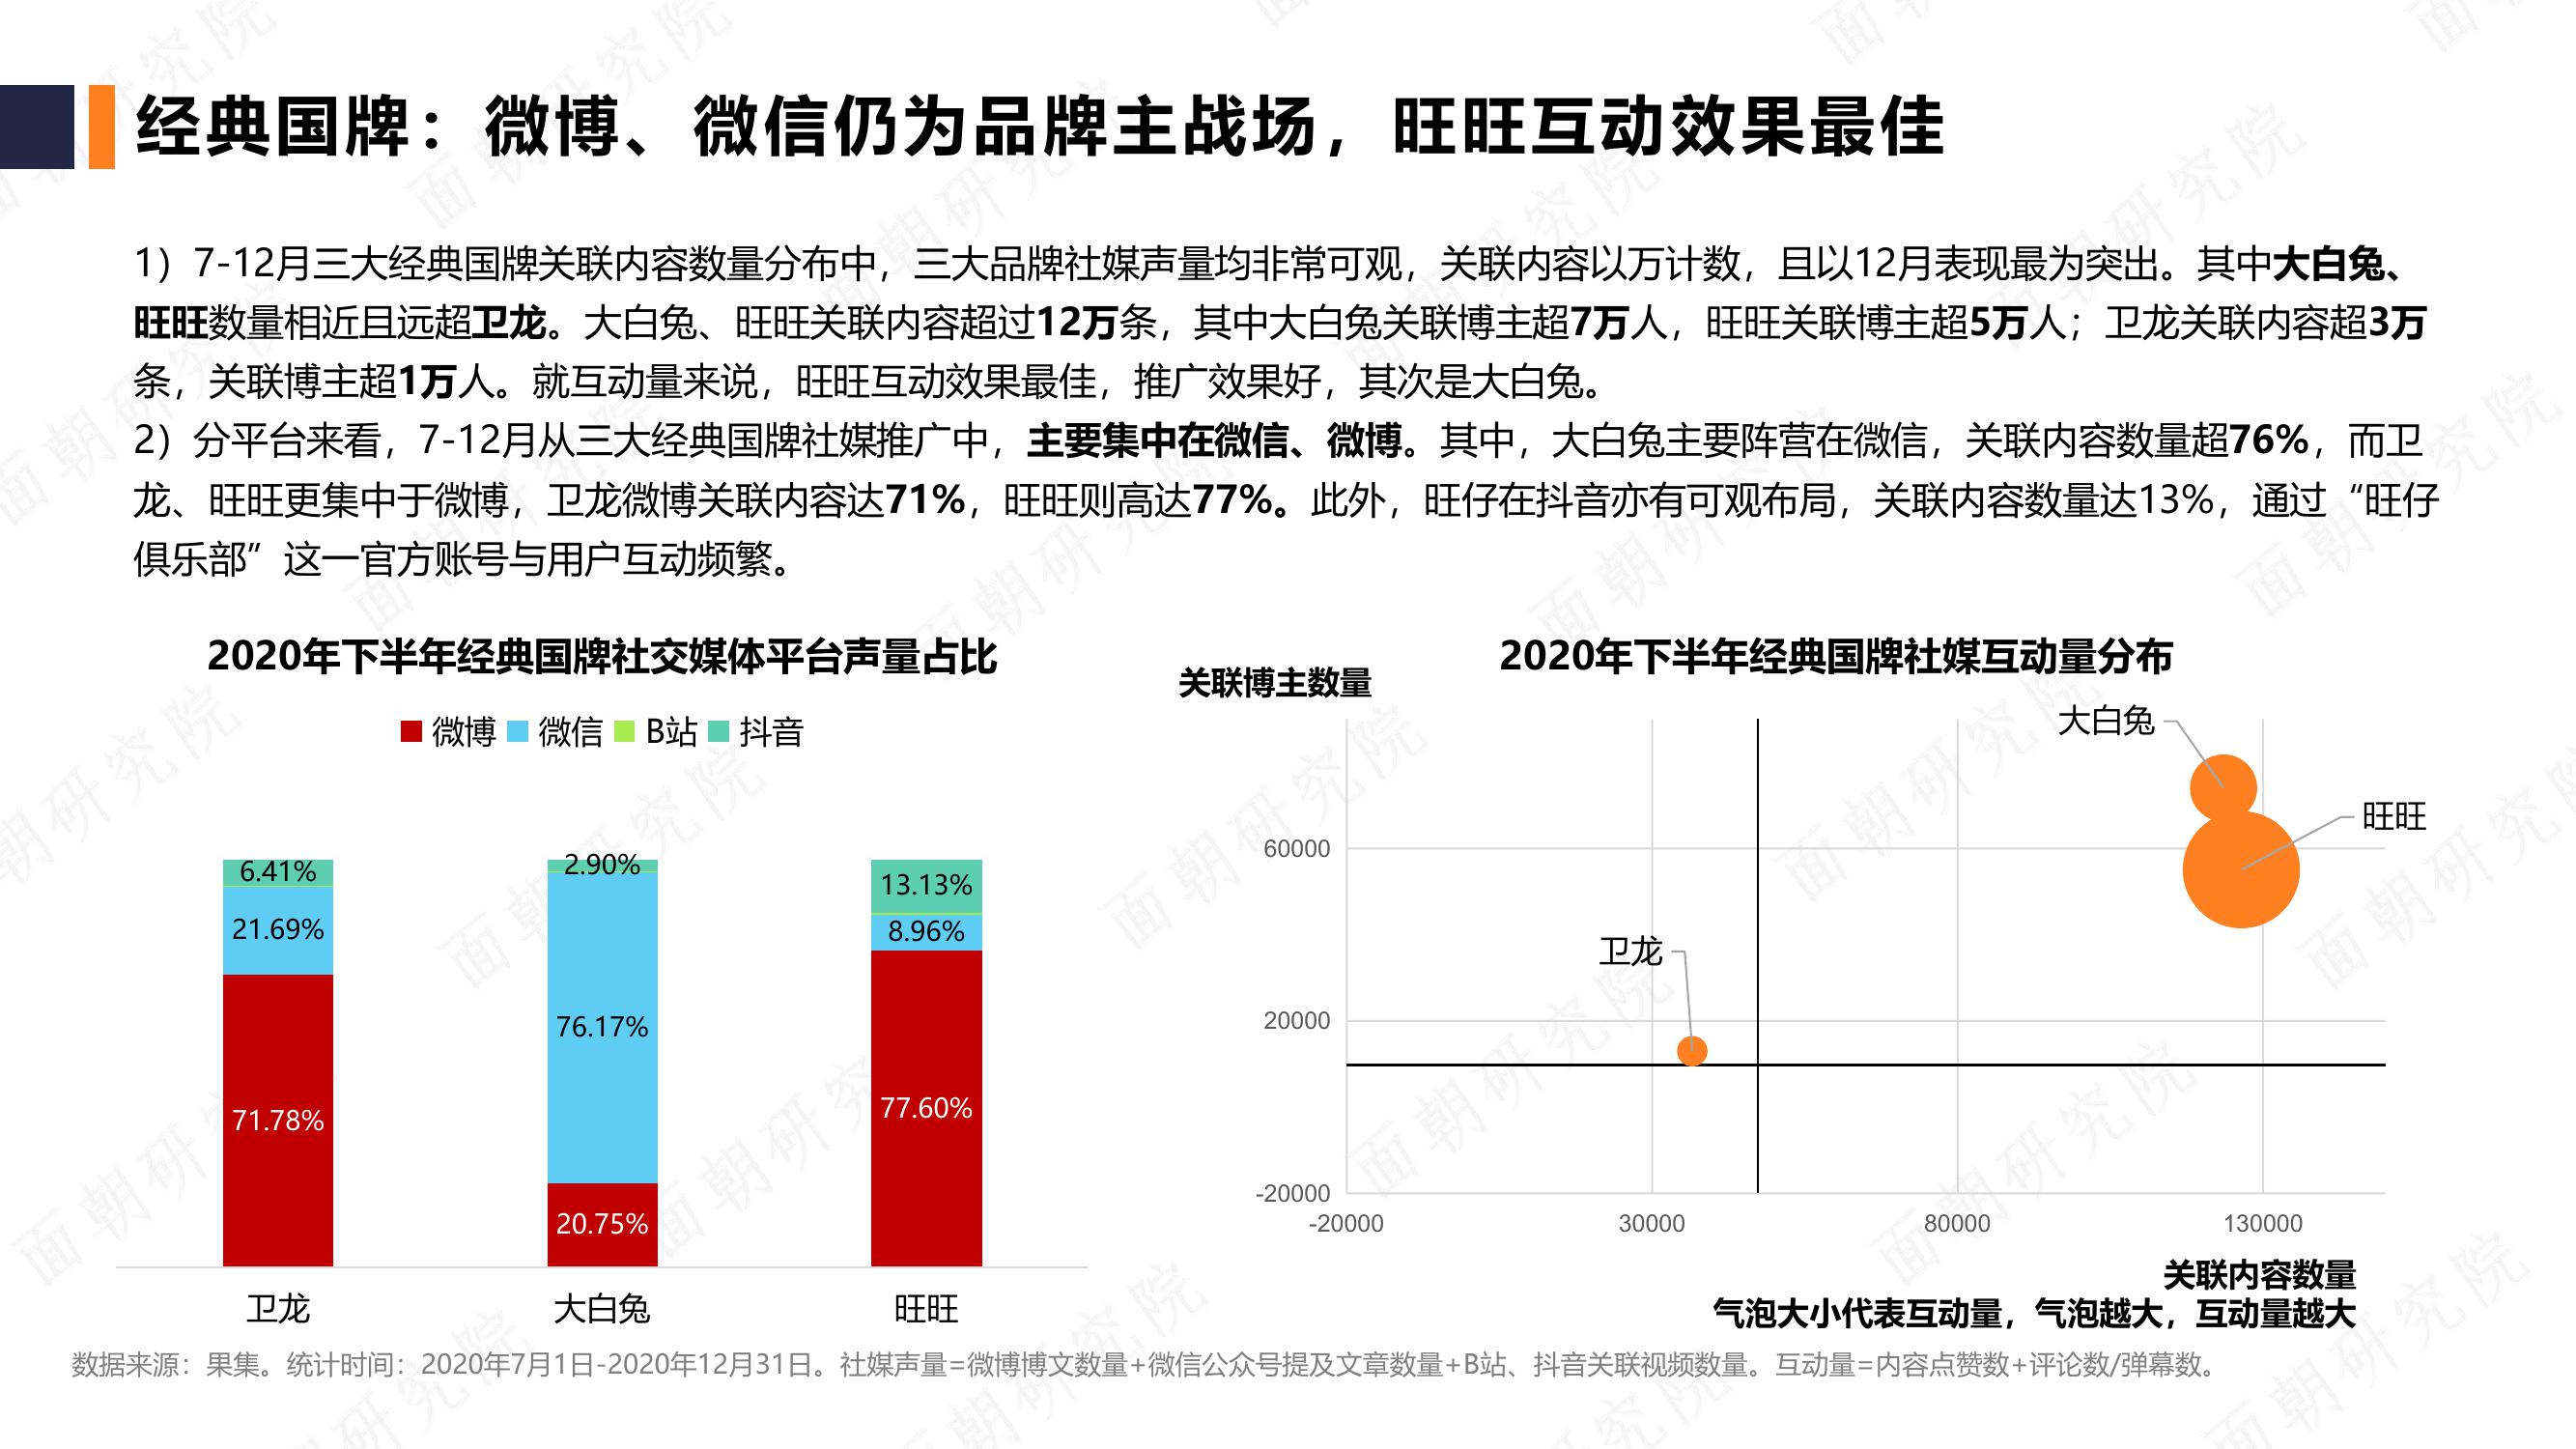 经典国牌：微博、微信仍为品牌主战场，旺旺互动效果最佳
1）7-12月三大经典国牌关联内容数量分布中，三大品牌社媒声量均非常可观，关联内容以万计数，且以12月表现最为突出。其中大白兔、
旺旺数量相近且远超卫龙。大白兔、旺旺关联内容超过12万条，其中大白兔关联博主超7万人，旺旺关联博主超5万人；卫龙关联内容超3万
条，关联博主超1万人。就互动量来说，旺旺互动效果最佳，推广效果好，其次是大白兔。
2）分平台来看，7-12月从三大经典国牌社媒推广中，主要集中在微信、微博。其中，大白兔主要阵营在微信，关联内容数量超76%，而卫
龙、旺旺更集中于微博，卫龙微博关联内容达71%，旺旺则高达77%。此外，旺仔在抖音亦有可观布局，关联内容数量达13%，通过“旺仔
俱乐部”这一官方账号与用户互动频繁。
2020年下半年经典国牌社交媒体平台声量占比
微博 微信 B站 抖音
6.41% 2.90% 13.13%
21.69% 76.17% 8.96%
71.78% 20.75% 77.60%
卫龙 大白兔 旺旺
2020年下半年经典国牌社媒互动量分布
关联博主数量
大白兔
旺旺
卫龙
60000
20000
-20000
-20000 30000 80000 130000
关联内容数量
气泡大小代表互动量，气泡越大，互动量越大
数据来源：果集。统计时间：2020年7月1日-2020年12月31日。社媒声量=微博博文数量+微信公众号提及文章数量+B站、抖音关联视频数量。互动量=内容点赞数+评论数/弹幕数。
面朝研究院